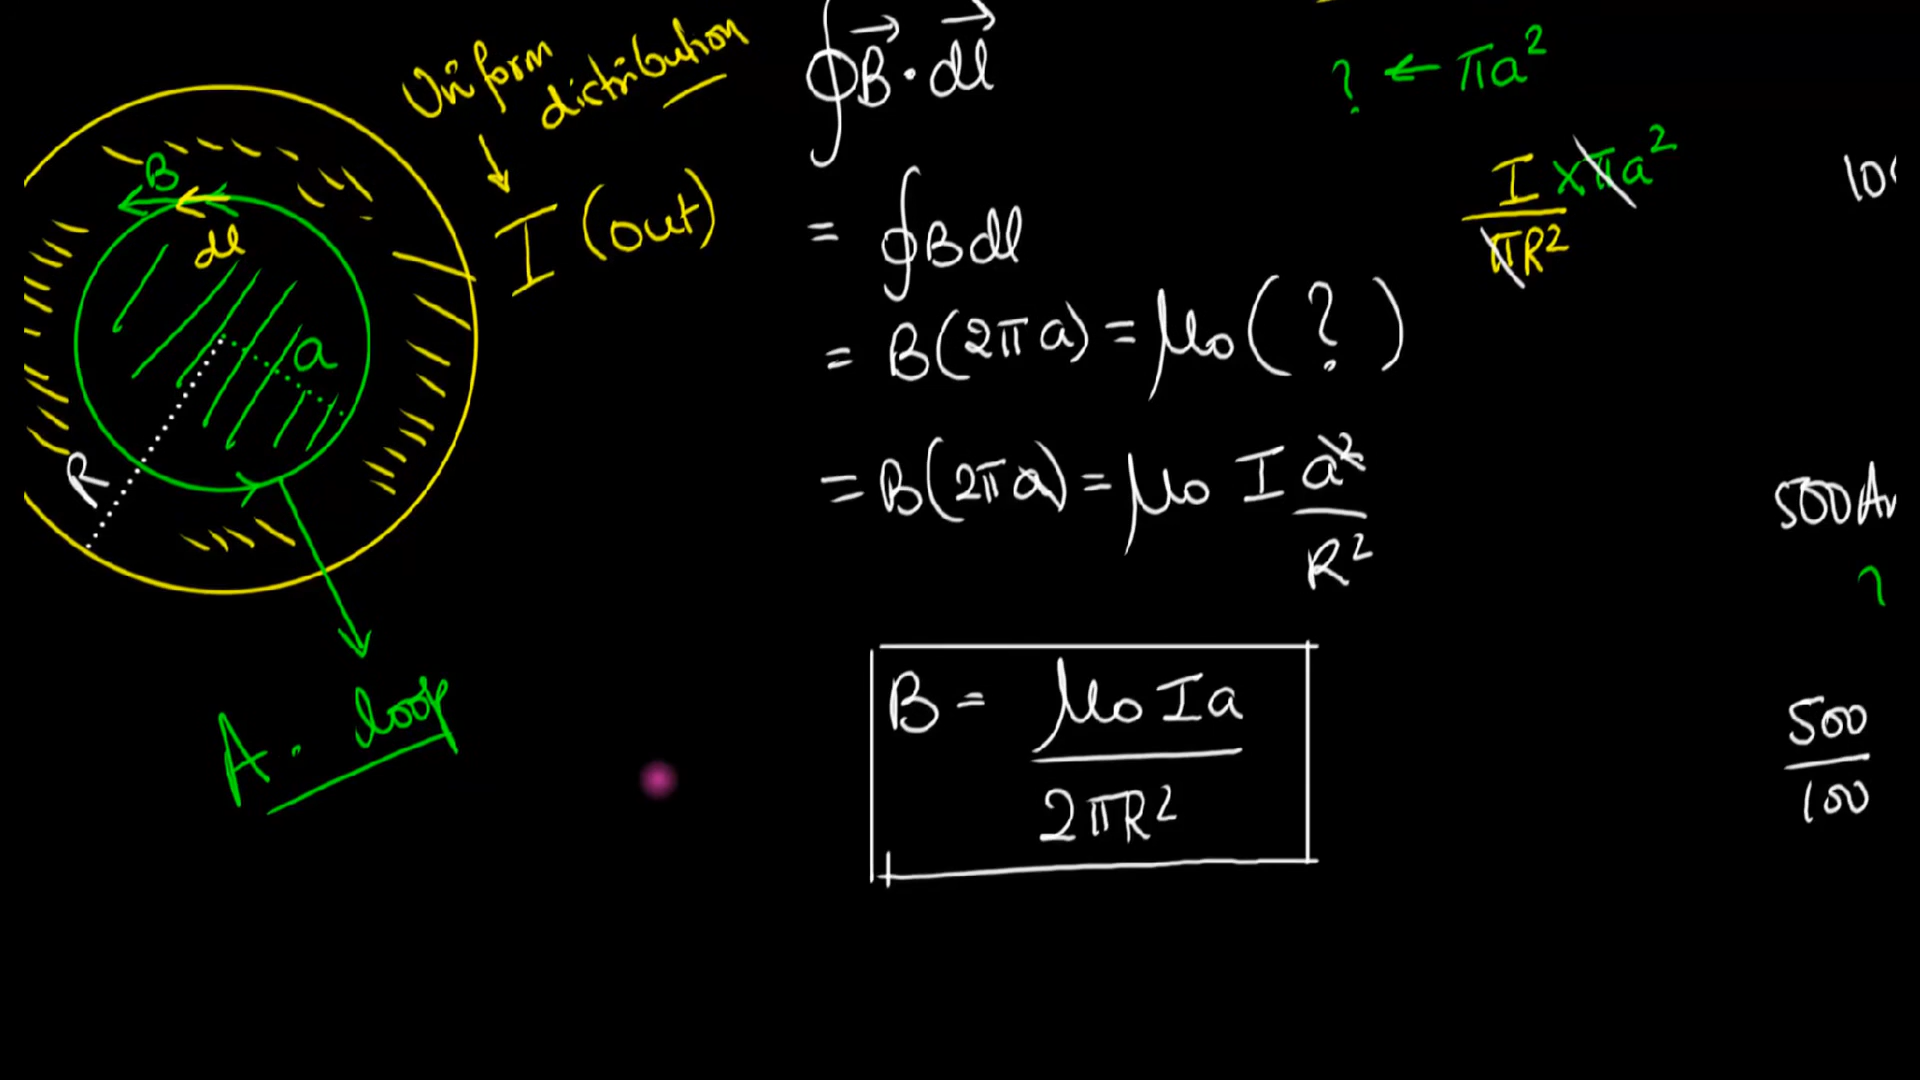 Uniform
distribution
I (out)
B
dl
a
R
A. loop
∮B⃗ · dl⃗
= ∮Bdl
= B(2πa) = μ₀ ( ? )
= B(2πa) = μ₀ I a²/R²
B = μ₀Ia/2πR²
? ← πa²
I/πR² × πa²
500
500/100